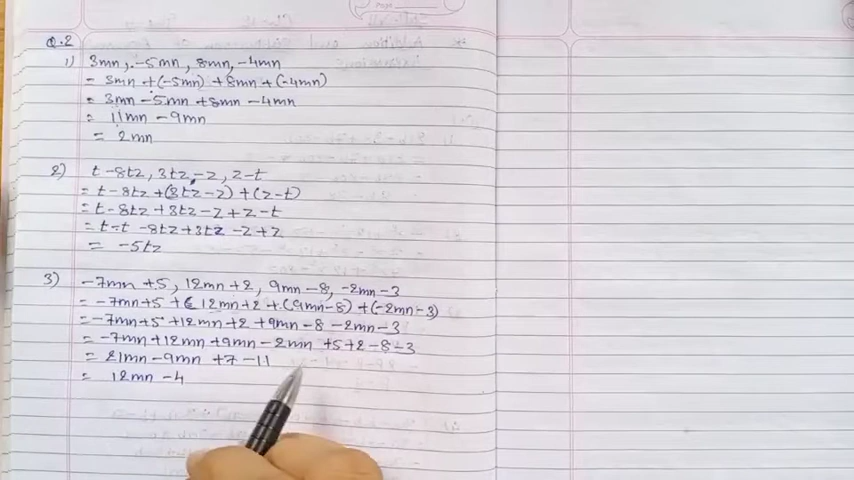 Q.2
1) 3mn, -5mn, 8mn, -4mn
= 3mn +(-5mn) +8mn +(-4mn)
= 3mn -5mn +8mn -4mn
= 11mn -9mn
= 2mn
2) t-8tz, 3tz-z, z-t
= t-8tz +(3tz-z) +(z-t)
= t-8tz +3tz -z +z -t
= t-t -8tz +3tz -z +z
= -5tz
3) -7mn +5, 12mn +2, 9mn -8, -2mn -3
= -7mn+5 +( 12mn+2 +(9mn-8) +(-2mn-3)
= -7mn+5 +12mn+2 +9mn-8 -2mn-3
= -7mn +12mn +9mn -2mn +5+2-8-3
= 21mn -9mn +7 -11
= 12mn -4